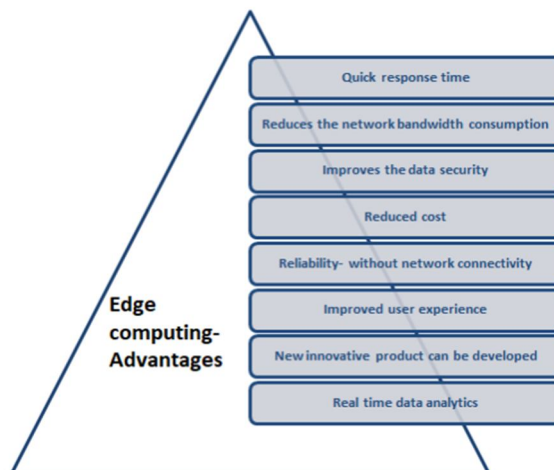 Quick response time
Reduces the network bandwidth consumption
Improves the data security
Reduced cost
Reliability- without network connectivity
Improved user experience
New innovative product can be developed
Real time data analytics
Edge
computing-
Advantages